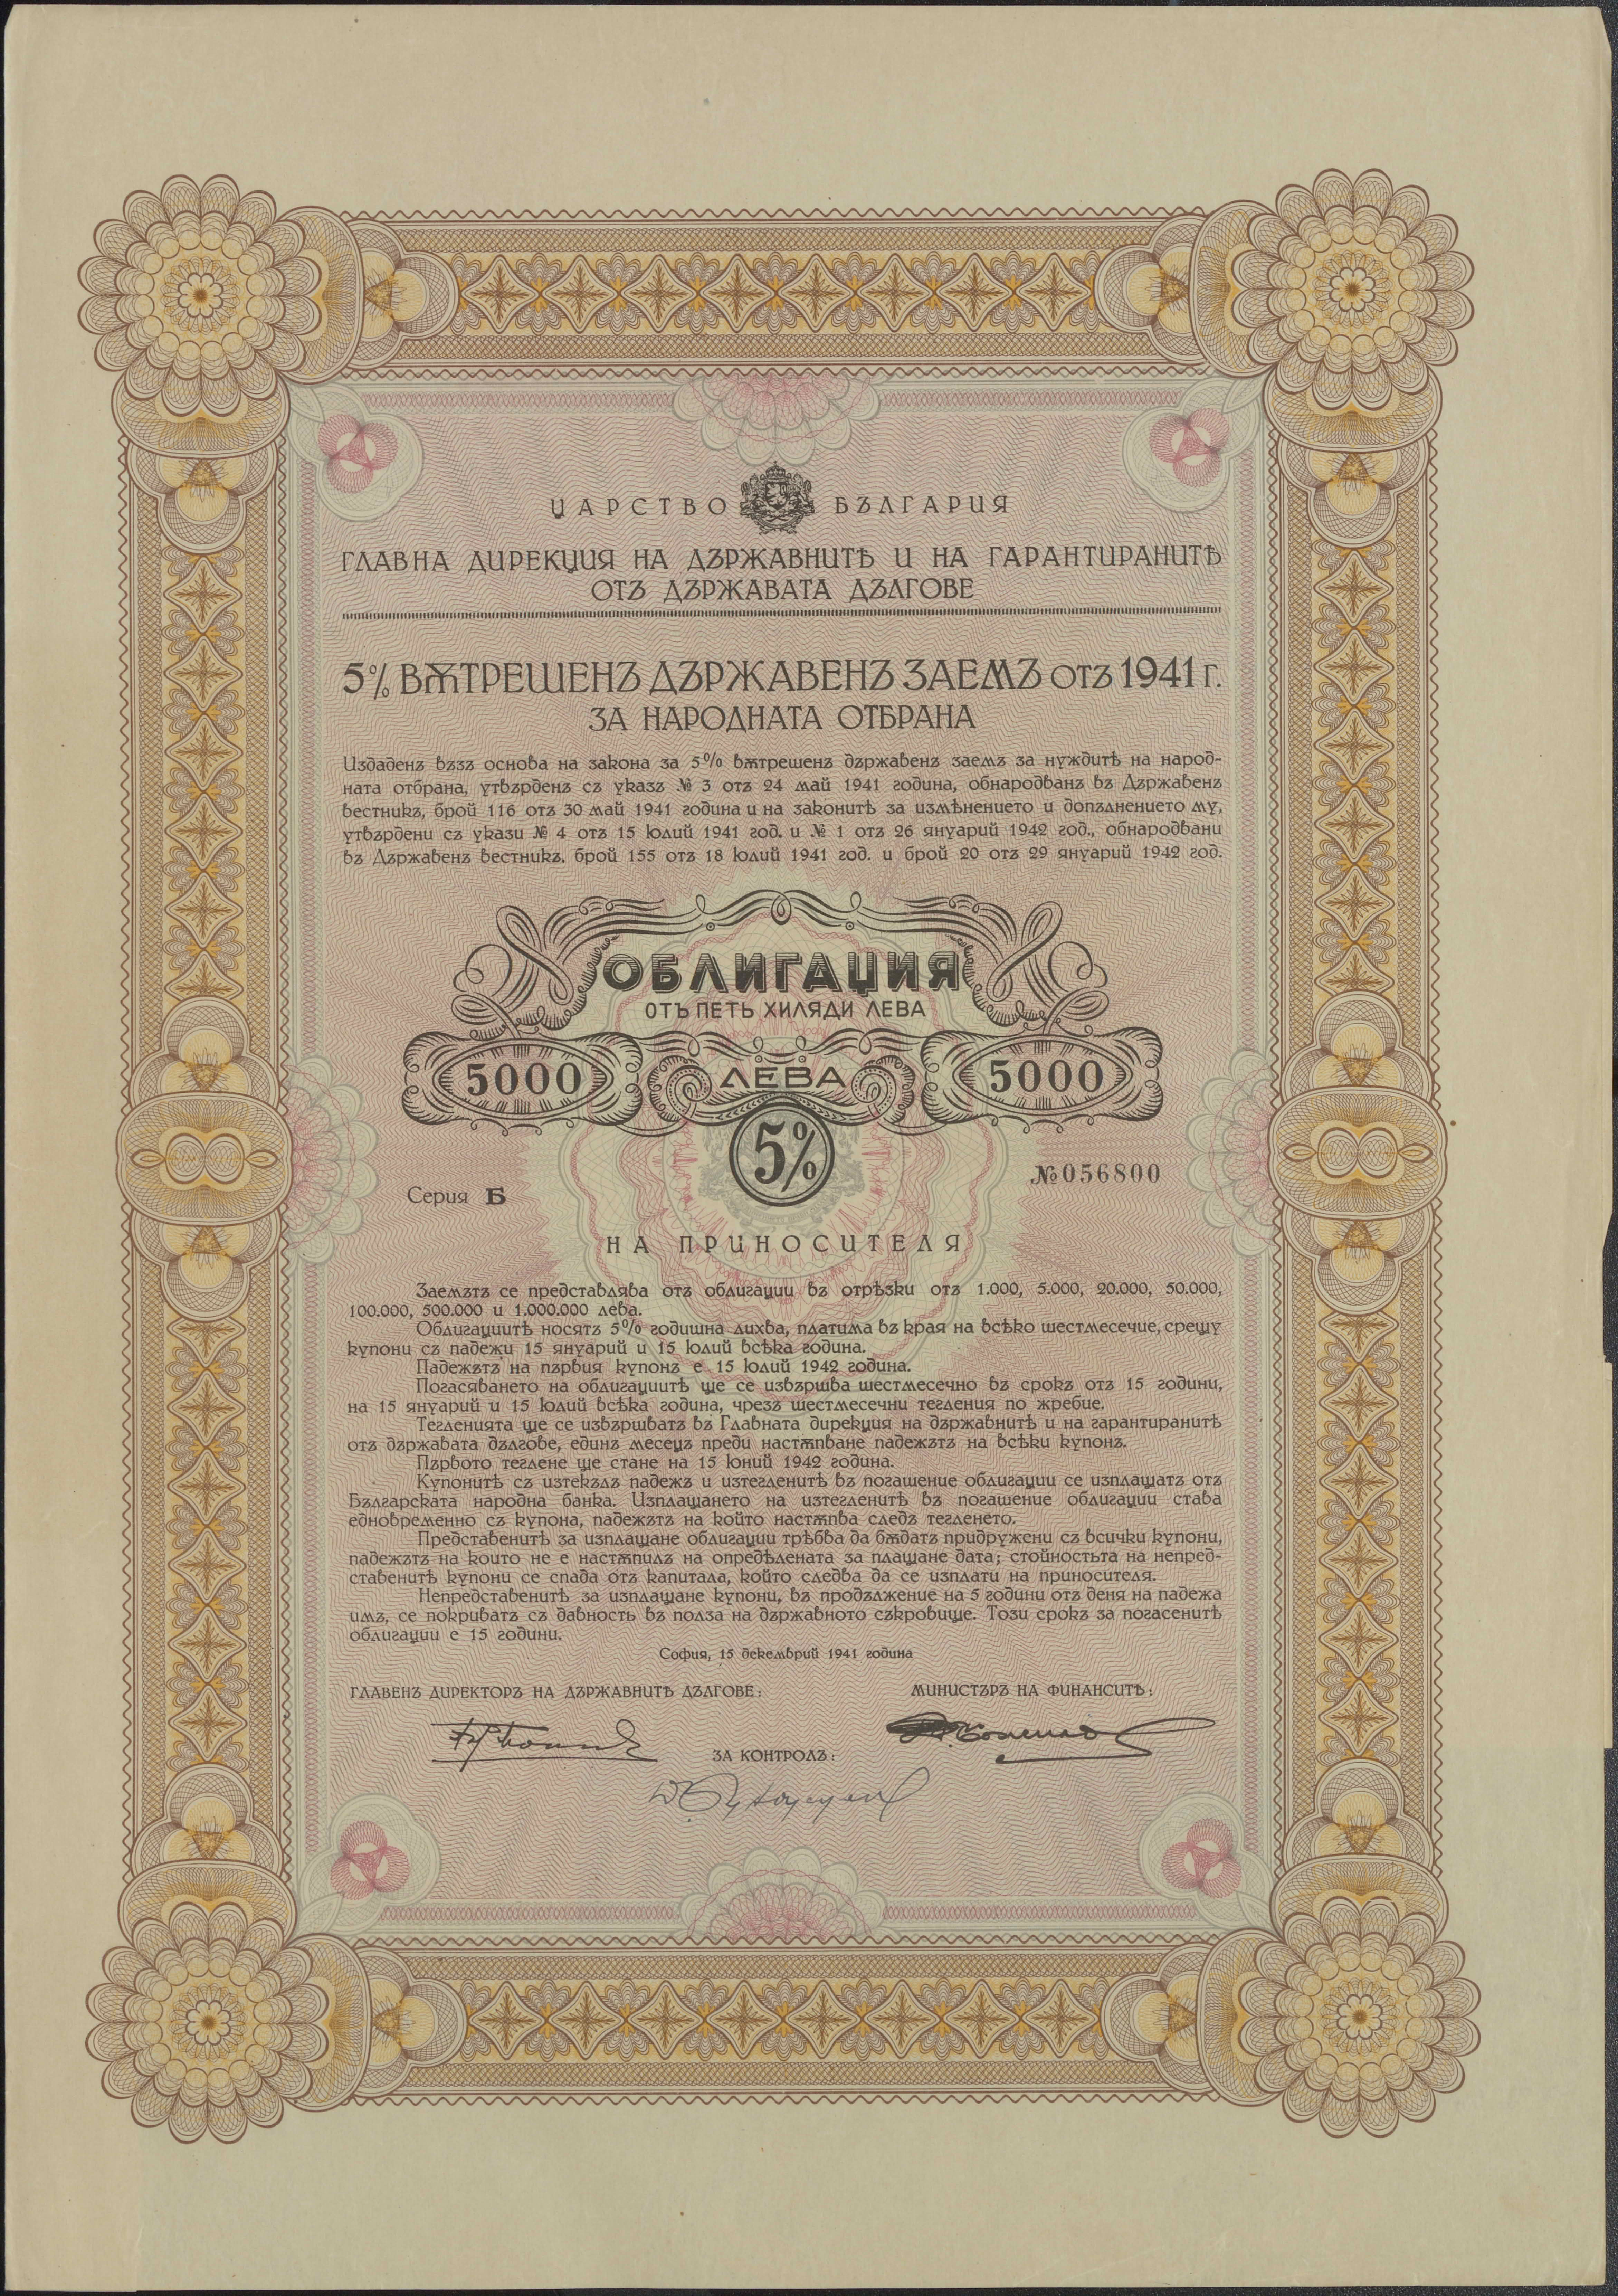 ЦАРСТВО БЪЛГАРИЯ
ГЛАВНА ДИРЕКЦИЯ НА ДЪРЖАВНИТѢ И НА ГАРАНТИРАНИТѢ
ОТЪ ДЪРЖАВАТА ДЪЛГОВЕ
5% ВѪТРЕШЕНЪ ДЪРЖАВЕНЪ ЗАЕМЪ отъ 1941 г.
ЗА НАРОДНАТА ОТБРАНА
Издаденъ възъ основа на закона за 5% вѫтрешенъ държавенъ заемъ за нуждитѣ на народ-
ната отбрана, утвърденъ съ указъ № 3 отъ 24 май 1941 година, обнародванъ въ Държавенъ
вестникъ, брой 116 отъ 30 май 1941 година и на законитѣ за измѣнението и допълнението му,
утвърдени съ укази № 4 отъ 15 юлий 1941 год. и № 1 отъ 26 януарий 1942 год., обнародвани
въ Държавенъ вестникъ, брой 155 отъ 18 юлий 1941 год. и брой 20 отъ 29 януарий 1942 год.
ОБЛИГАЦИЯ
ОТЪ ПЕТЬ ХИЛЯДИ ЛЕВА
5000 ЛЕВА 5000
5%
№ 056800
Серия Б
НА ПРИНОСИТЕЛЯ
Заемътъ се представлява отъ облигации въ отрѣзки отъ 1.000, 5.000, 20.000, 50.000,
100.000, 500.000 и 1.000.000 лева.
Облигациитѣ носятъ 5% годишна лихва, платима въ края на всѣко шестмесечие, срещу
купони съ падежи 15 януарий и 15 юлий всѣка година.
Падежътъ на първия купонъ е 15 юлий 1942 година.
Погасяването на облигациитѣ ще се извършва шестмесечно въ срокъ отъ 15 години,
на 15 януарий и 15 юлий всѣка година, чрезъ шестмесечни тегления по жребие.
Тегленията ще се извършватъ въ Главната дирекция на държавнитѣ и на гарантиранитѣ
отъ държавата дългове, единъ месецъ преди настѫпване падежътъ на всѣки купонъ.
Първото теглене ще стане на 15 юний 1942 година.
Купонитѣ съ изтекълъ падежъ и изтегленитѣ въ погашение облигации се изплащатъ отъ
Българската народна банка. Изплащането на изтегленитѣ въ погашение облигации става
едновременно съ купона, падежътъ на който настѫпва следъ тегленето.
Представенитѣ за изплащане облигации трѣбва да бѫдатъ придружени съ всички купони,
падежътъ на които не е настѫпилъ на опредѣлената за плащане дата; стойностьта на непред-
ставенитѣ купони се спада отъ капитала, който следва да се изплати на приносителя.
Непредставенитѣ за изплащане купони, въ продължение на 5 години отъ деня на падежа
имъ, се покриватъ съ давность въ полза на държавното съкровище. Този срокъ за погасенитѣ
облигации е 15 години.
София, 15 декемврий 1941 година
ГЛАВЕНЪ ДИРЕКТОРЪ НА ДЪРЖАВНИТѢ ДЪЛГОВЕ:
МИНИСТЪРЪ НА ФИНАНСИТѢ:
ЗА КОНТРОЛЪ: